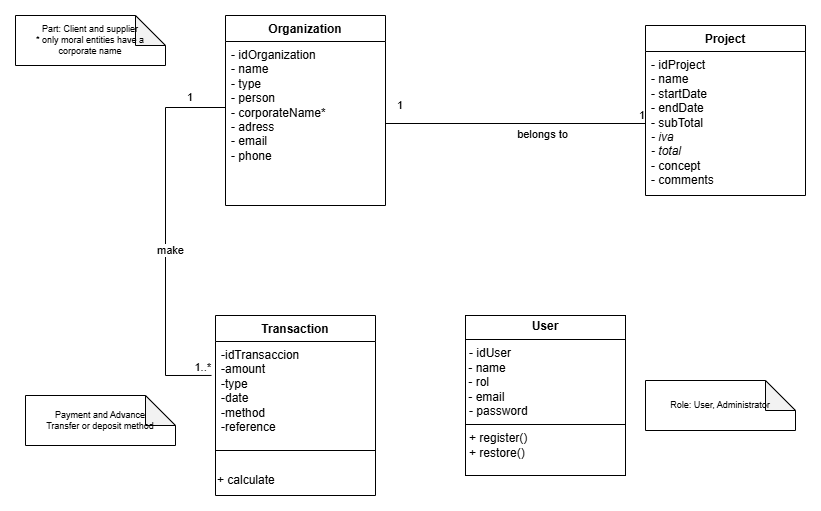 Part: Client and supplier
* only moral entities have a
corporate name
Organization
- idOrganization
- name
- type
- person
- corporateName*
- adress
- email
- phone
Project
- idProject
- name
- startDate
- endDate
- subTotal
- iva
- total
- concept
- comments
1
1
1
belongs to
make
1..*
Transaction
-idTransaccion
-amount
-type
-date
-method
-reference
+ calculate
User
- idUser
- name
- rol
- email
- password
+ register()
+ restore()
Payment and Advance
Transfer or deposit method
Role: User, Administrator